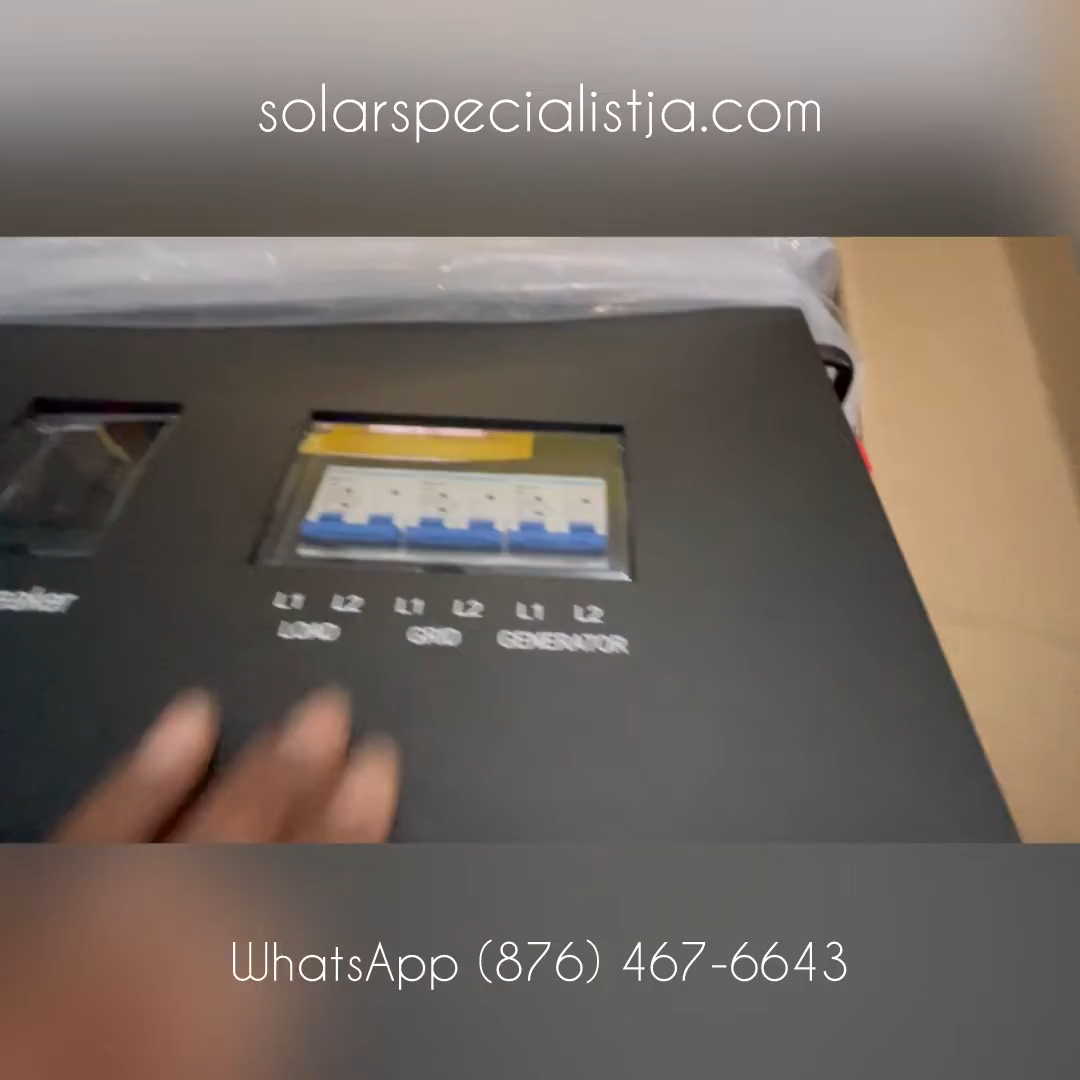 solarspecialistja.com
L1 L2 L1 L2 L1 L2
LOAD GRID GENERATOR
WhatsApp (876) 467-6643